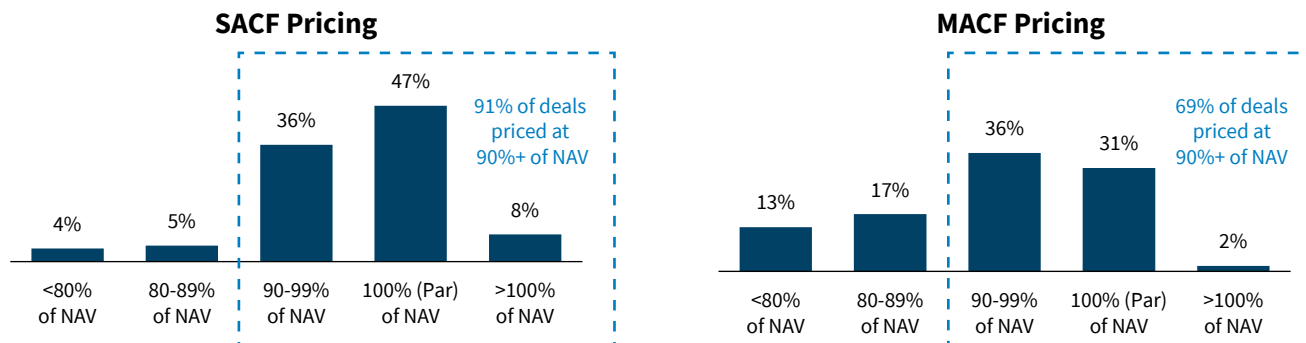 SACF Pricing
4%
5%
36%
47%
8%
91% of deals
priced at
90%+ of NAV
<80%
of NAV
80-89%
of NAV
90-99%
of NAV
100% (Par)
of NAV
>100%
of NAV
MACF Pricing
13%
17%
36%
31%
2%
69% of deals
priced at
90%+ of NAV
<80%
of NAV
80-89%
of NAV
90-99%
of NAV
100% (Par)
of NAV
>100%
of NAV